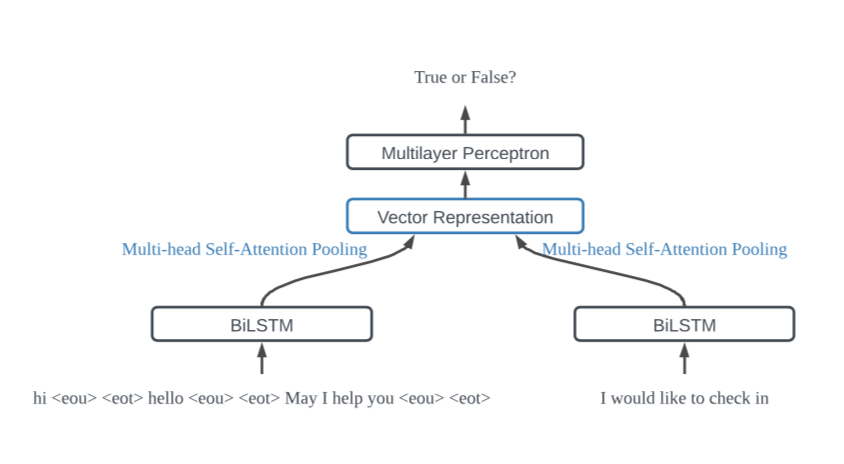 True or False?
Multilayer Perceptron
Vector Representation
Multi-head Self-Attention Pooling
Multi-head Self-Attention Pooling
BiLSTM
BiLSTM
hi <eou> <eot> hello <eou> <eot> May I help you <eou> <eot>
I would like to check in